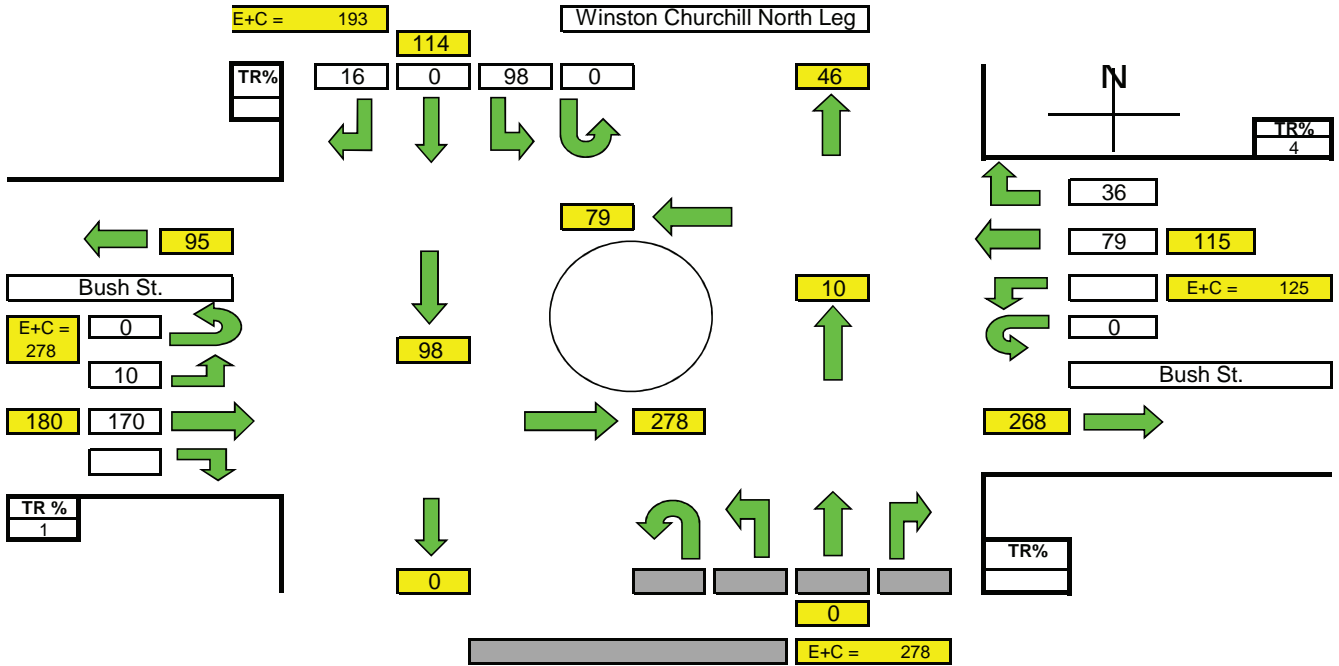 E+C = 193
Winston Churchill North Leg
114
TR%
16
0
98
0
46
N
TR%
4
36
79
95
79
115
Bush St.
10
E+C = 125
E+C =
278
0
0
98
10
Bush St.
180
170
278
268
TR %
1
TR%
0
0
E+C = 278